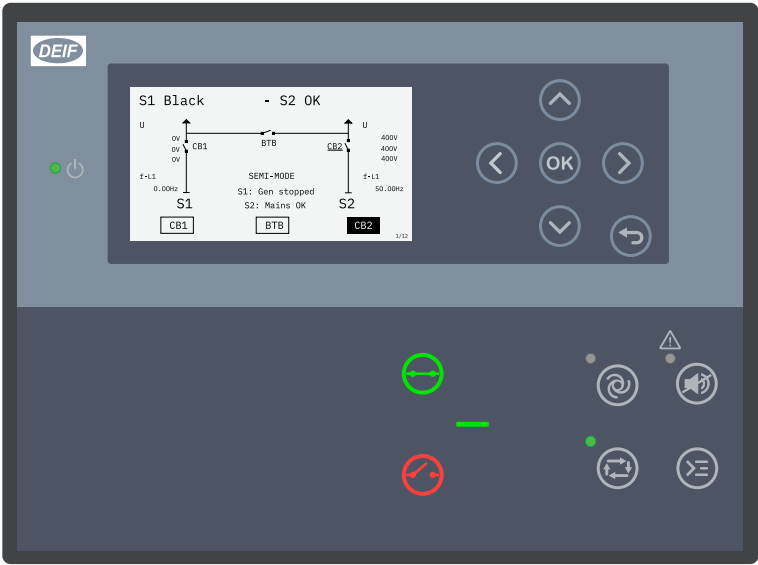 DEIF
S1 Black - S2 OK
U U
0V 400V
0V CB1 BTB CB2 400V
0V 400V
f-L1 SEMI-MODE f-L1
0.00Hz S1: Gen stopped 50.00Hz
S1 S2: Mains OK S2
CB1 BTB CB2
1/12
OK